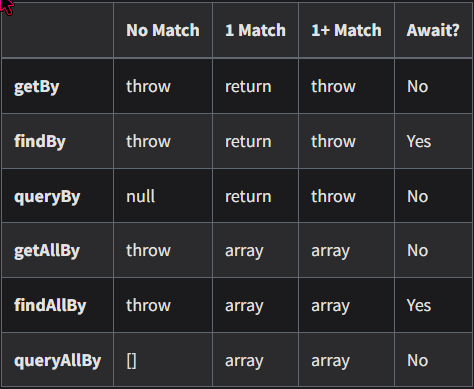 No Match 1 Match 1+ Match Await?
getBy throw return throw No
findBy throw return throw Yes
queryBy null return throw No
getAllBy throw array array No
findAllBy throw array array Yes
queryAllBy [] array array No